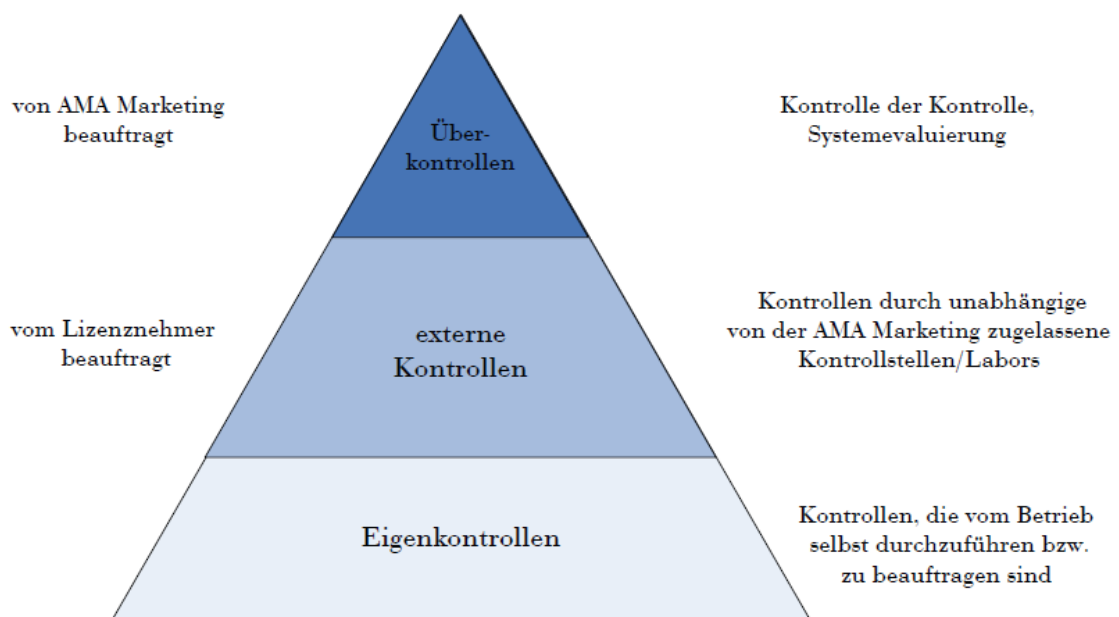 von AMA Marketing
beauftragt
Über-
kontrollen
Kontrolle der Kontrolle,
Systemevaluierung
vom Lizenznehmer
beauftragt
externe
Kontrollen
Kontrollen durch unabhängige
von der AMA Marketing zugelassene
Kontrollstellen/Labors
Eigenkontrollen
Kontrollen, die vom Betrieb
selbst durchzuführen bzw.
zu beauftragen sind